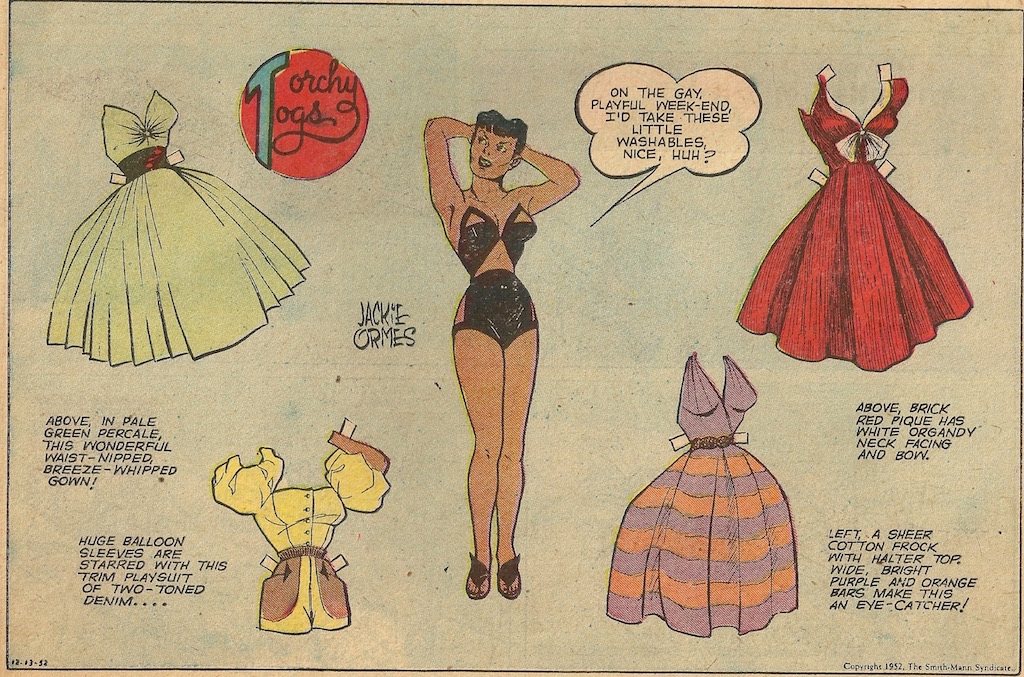 Torchy
Togs
ON THE GAY,
PLAYFUL WEEK-END,
I'D TAKE THESE
LITTLE
WASHABLES,
NICE, HUH?
JACKIE
ORMES
ABOVE, IN PALE
GREEN PERCALE,
THIS WONDERFUL
WAIST-NIPPED,
BREEZE-WHIPPED
GOWN!
ABOVE, BRICK
RED PIQUE HAS
WHITE ORGANDY
NECK FACING
AND BOW.
HUGE BALLOON
SLEEVES ARE
STARRED WITH THIS
TRIM PLAYSUIT
OF TWO-TONED
DENIM....
LEFT, A SHEER
COTTON FROCK
WITH HALTER TOP.
WIDE, BRIGHT
PURPLE AND ORANGE
BARS MAKE THIS
AN EYE-CATCHER!
12-13-52
Copyright 1952, The Smith-Mann Syndicate.